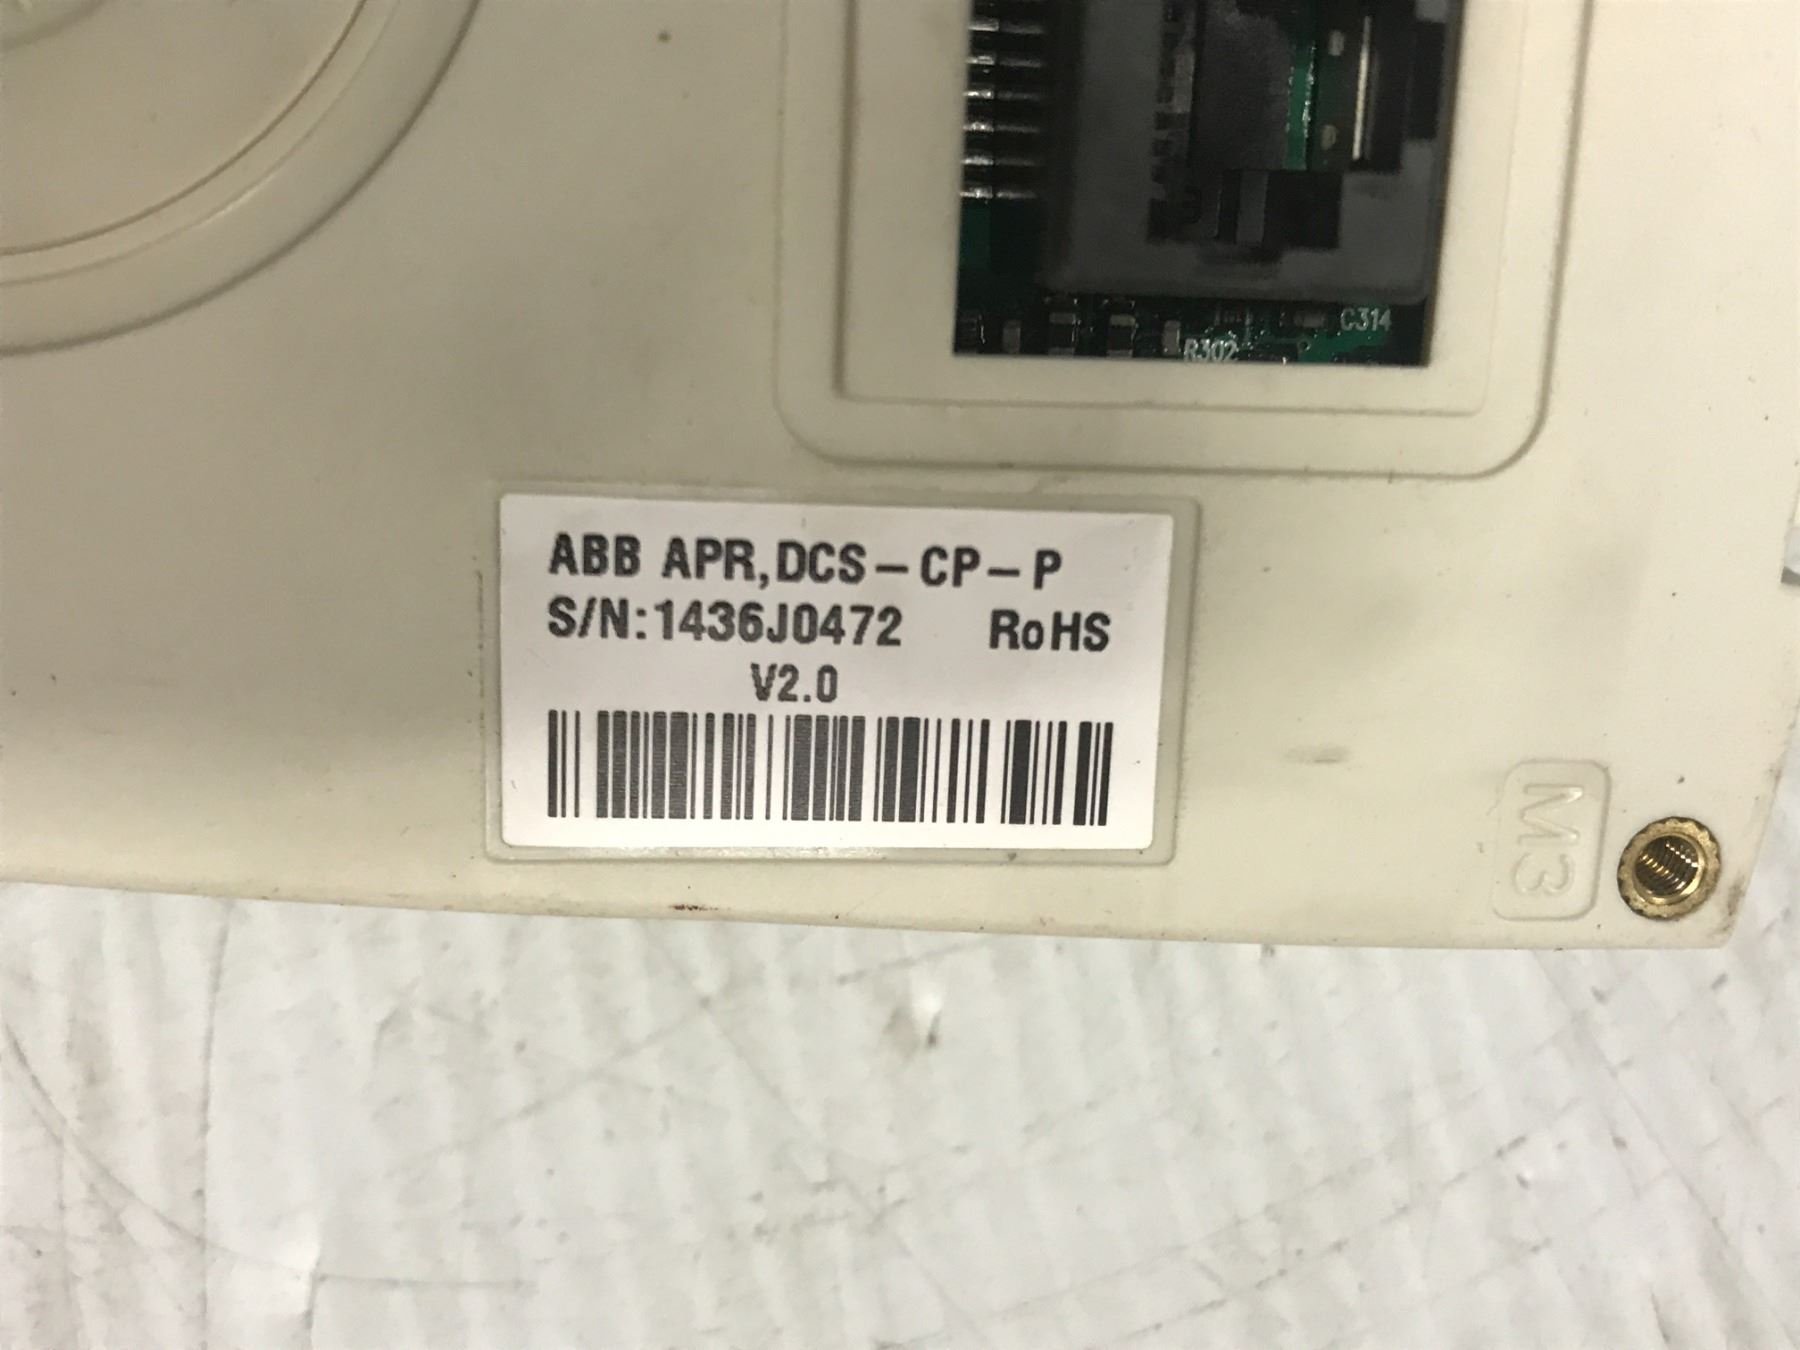 C314
R302
ABB APR,DCS-CP-P
S/N:1436J0472 RoHS
V2.0
M3